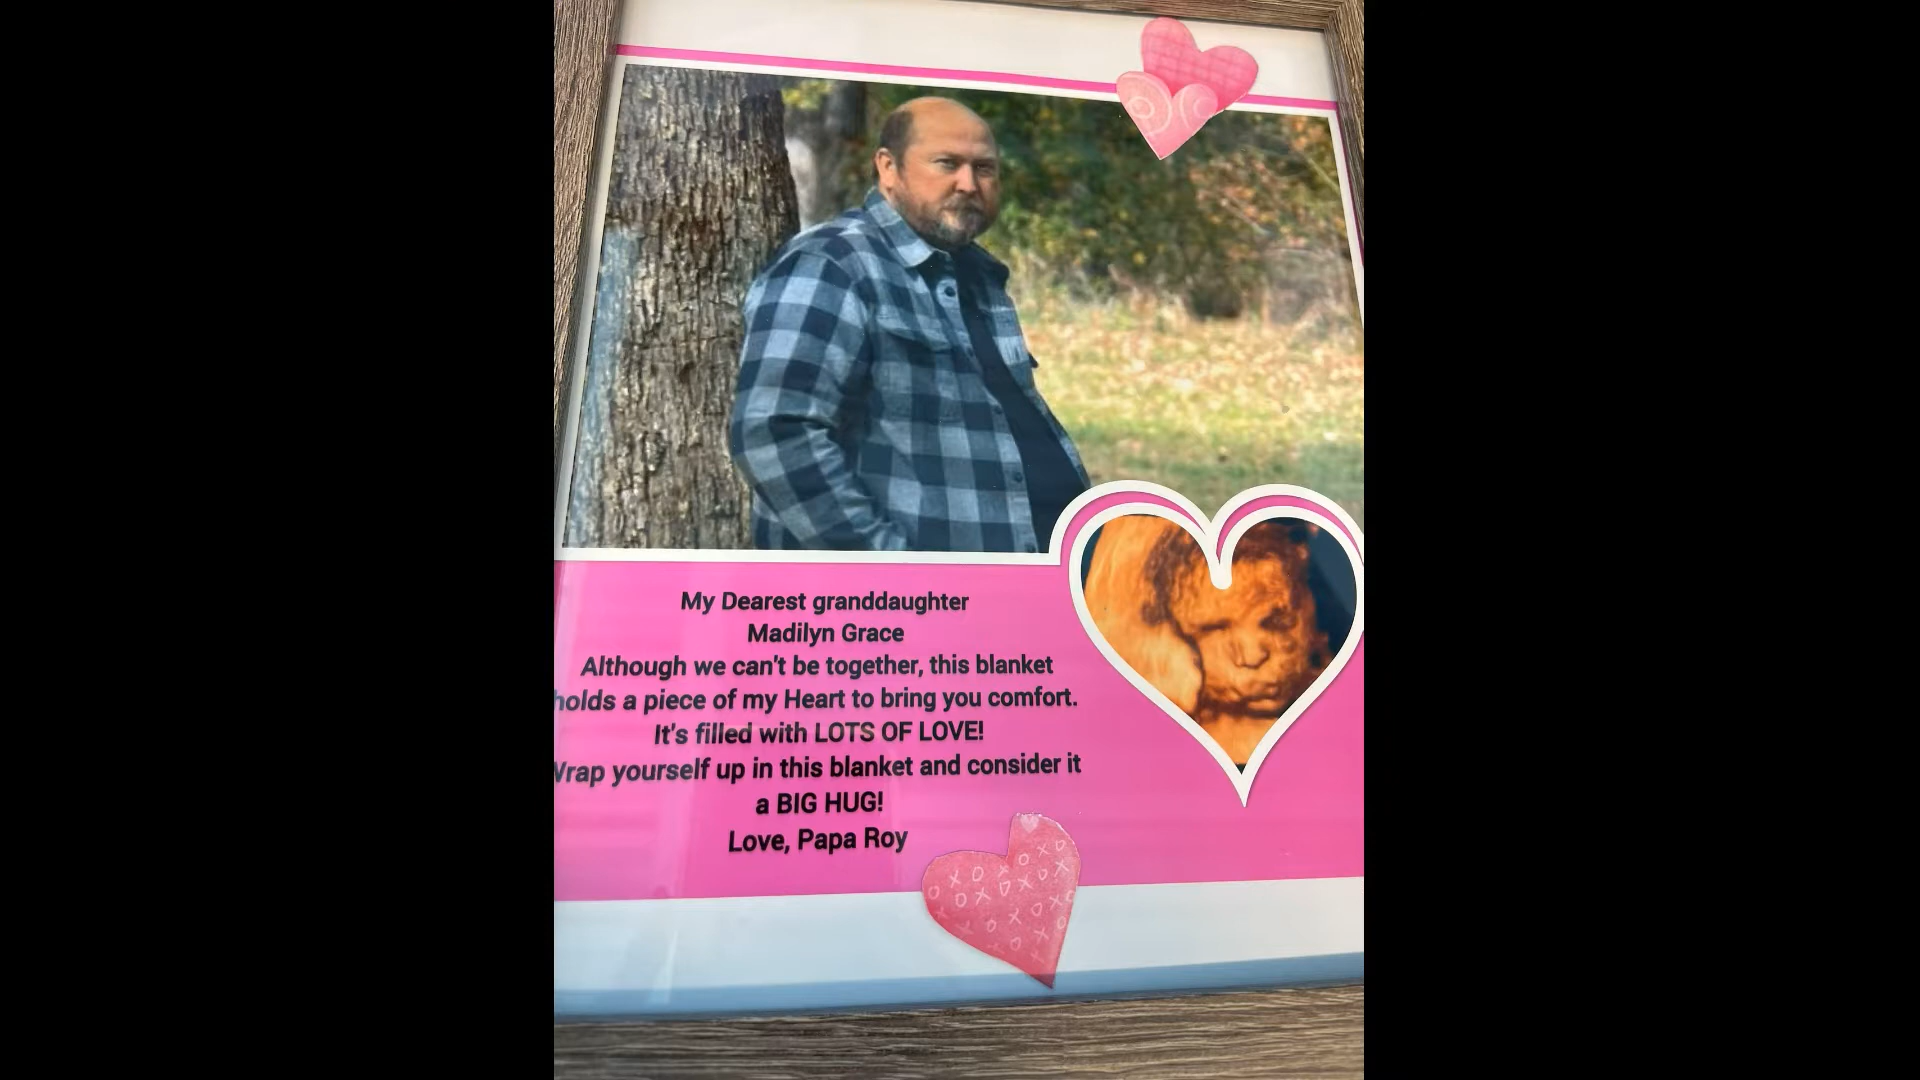 My Dearest granddaughter
Madilyn Grace
Although we can't be together, this blanket
holds a piece of my Heart to bring you comfort.
It's filled with LOTS OF LOVE!
Wrap yourself up in this blanket and consider it
a BIG HUG!
Love, Papa Roy